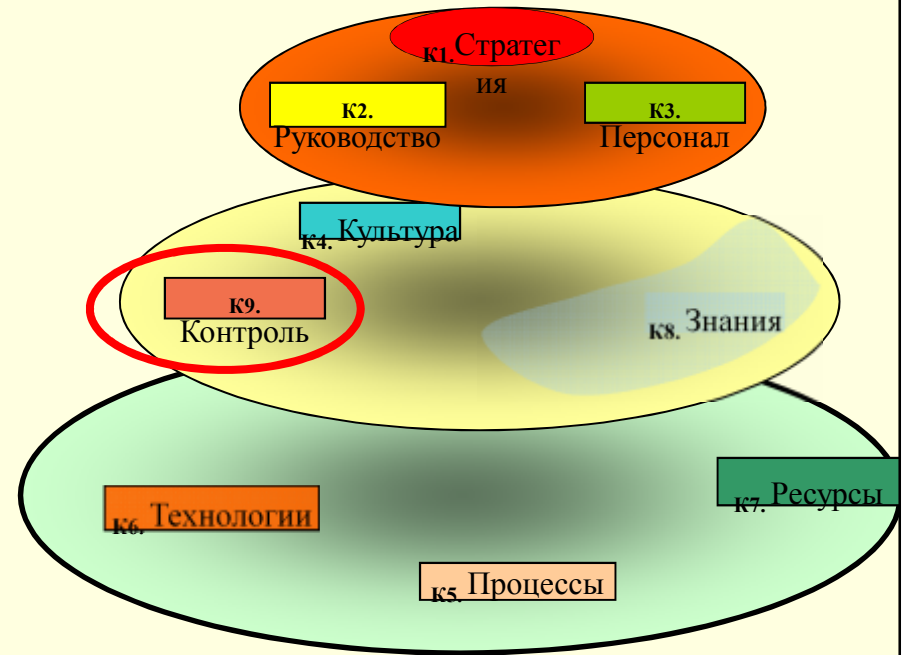 К1. Стратег
ия
К2.
Руководство
К3.
Персонал
К4. Культура
К9.
Контроль
К8. Знания
К6. Технологии
К7. Ресурсы
К5. Процессы